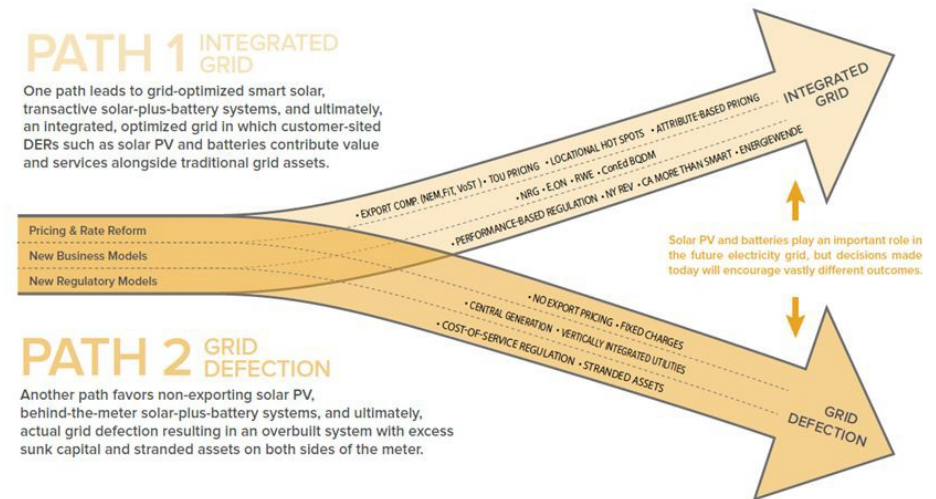 PATH 1 INTEGRATED
GRID
One path leads to grid-optimized smart solar,
transactive solar-plus-battery systems, and ultimately,
an integrated, optimized grid in which customer-sited
DERs such as solar PV and batteries contribute value
and services alongside traditional grid assets.
Pricing & Rate Reform
New Business Models
New Regulatory Models
• EXPORT COMP. (NEM,FiT, VoST ) • TOU PRICING • LOCATIONAL HOT SPOTS • ATTRIBUTE-BASED PRICING
• NRG • E.ON • RWE • ConEd BQDM
• PERFORMANCE-BASED REGULATION • NY REV • CA MORE THAN SMART • ENERGIEWENDE
INTEGRATED
GRID
Solar PV and batteries play an important role in
the future electricity grid, but decisions made
today will encourage vastly different outcomes.
• NO EXPORT PRICING • FIXED CHARGES
• CENTRAL GENERATION • VERTICALLY INTEGRATED UTILITIES
• COST-OF-SERVICE REGULATION • STRANDED ASSETS
GRID
DEFECTION
PATH 2 GRID
DEFECTION
Another path favors non-exporting solar PV,
behind-the-meter solar-plus-battery systems, and ultimately,
actual grid defection resulting in an overbuilt system with excess
sunk capital and stranded assets on both sides of the meter.